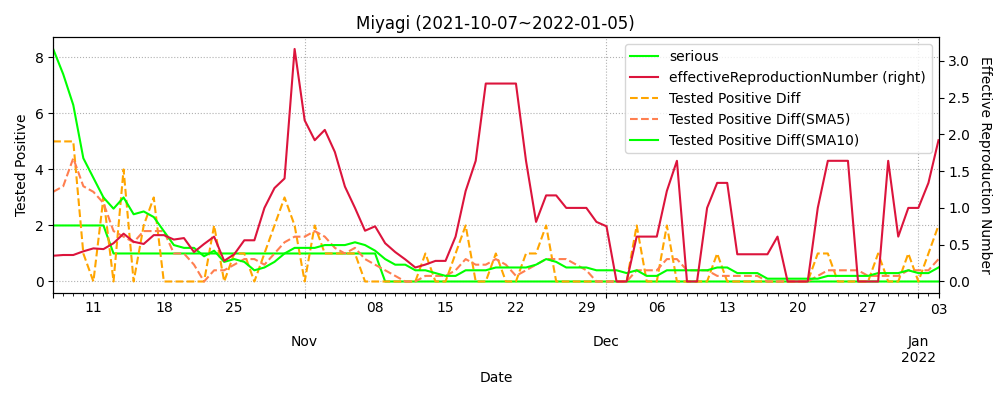 Miyagi (2021-10-07~2022-01-05)
serious
effectiveReproductionNumber (right)
Tested Positive Diff
Tested Positive Diff(SMA5)
Tested Positive Diff(SMA10)
Tested Positive
8
6
4
2
0
Effective Reproduction Number
3.0
2.5
2.0
1.5
1.0
0.5
0.0
11 18 25 08 15 22 29 06 13 20 27 03
Nov Dec Jan
2022
Date